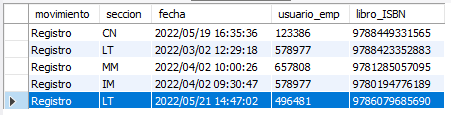 movimiento seccion fecha usuario_emp libro_ISBN
Registro CN 2022/05/19 16:35:36 123386 9788449331565
Registro LT 2022/03/02 12:29:18 578977 9788423352883
Registro MM 2022/04/02 10:00:26 657808 9781285057095
Registro IM 2022/04/02 09:30:47 578977 9780194776189
Registro LT 2022/05/21 14:47:02 496481 9786079685690